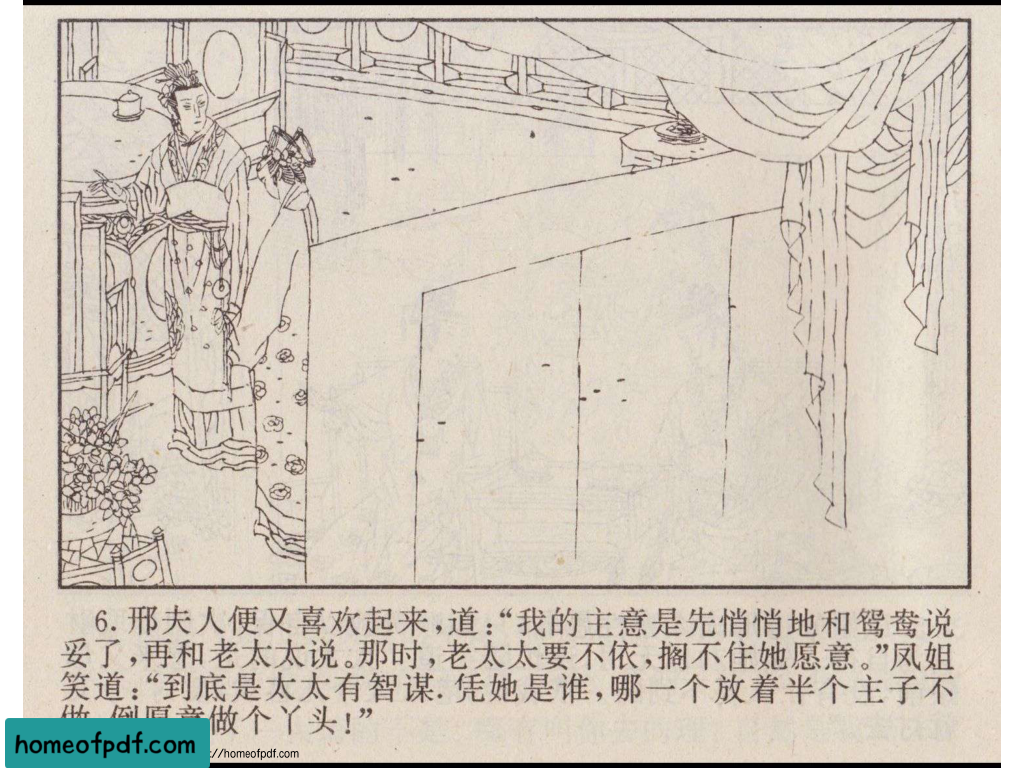 6. 邢夫人便又喜欢起来,道:“我的主意是先悄悄地和鸳鸯说
妥了,再和老太太说。那时,老太太要不依,搁不住她愿意。”凤姐
笑道:“到底是太太有智谋.凭她是谁,哪一个放着半个主子不
做,倒愿意做个丫头!”
homeofpdf.com
://homeofpdf.com